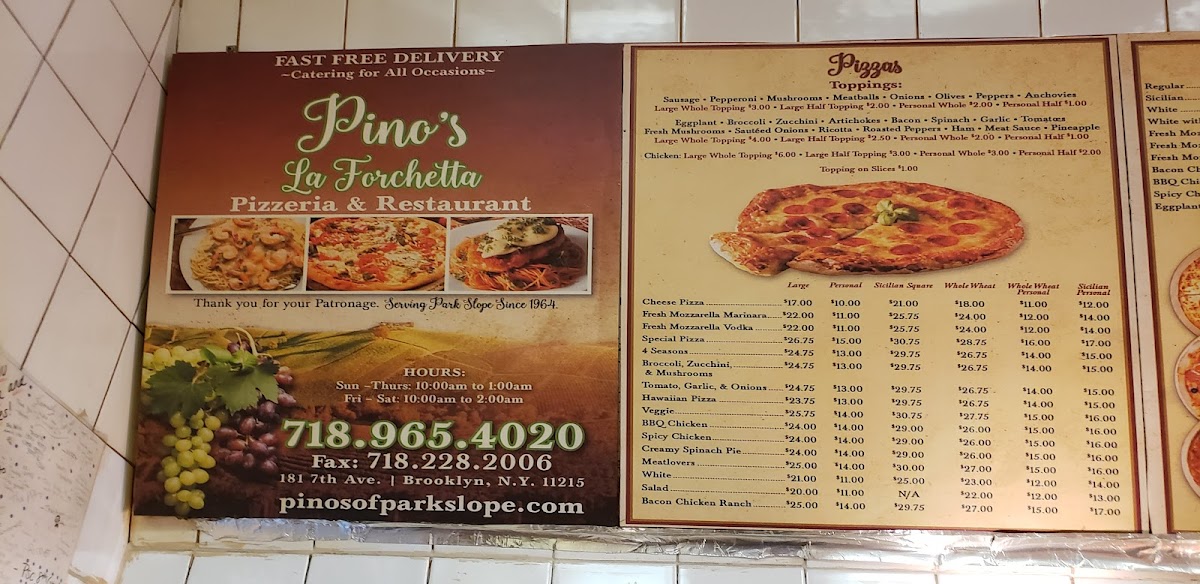 FAST FREE DELIVERY
~Catering for All Occasions~
Pino's
La Forchetta
Pizzeria & Restaurant
Thank you for your Patronage. Serving Park Slope Since 1964.
HOURS:
Sun –Thurs: 10:00am to 1:00am
Fri – Sat: 10:00am to 2:00am
718.965.4020
Fax: 718.228.2006
181 7th Ave. | Brooklyn, N.Y. 11215
pinosofparkslope.com
Pizzas
Toppings:
Sausage • Pepperoni • Mushrooms • Meatballs • Onions • Olives • Peppers • Anchovies
Large Whole Topping $3.00 • Large Half Topping $2.00 • Personal Whole $2.00 • Personal Half $1.00
Eggplant • Broccoli • Zucchini • Artichokes • Bacon • Spinach • Garlic • Tomatoes
Fresh Mushrooms • Sautéed Onions • Ricotta • Roasted Peppers • Ham • Meat Sauce • Pineapple
Large Whole Topping $4.00 • Large Half Topping $2.50 • Personal Whole $2.00 • Personal Half $1.00
Chicken: Large Whole Topping $6.00 • Large Half Topping $3.00 • Personal Whole $3.00 • Personal Half $2.00
Topping on Slices $1.00
Large Personal Sicilian Square Whole Wheat Whole Wheat Personal Sicilian Personal
Cheese Pizza $17.00 $10.00 $21.00 $18.00 $11.00 $12.00
Fresh Mozzarella Marinara $22.00 $11.00 $25.75 $24.00 $12.00 $14.00
Fresh Mozzarella Vodka $22.00 $11.00 $25.75 $24.00 $12.00 $14.00
Special Pizza $26.75 $15.00 $30.75 $28.75 $16.00 $17.00
4 Seasons $24.75 $13.00 $29.75 $26.75 $14.00 $15.00
Broccoli, Zucchini, $24.75 $13.00 $29.75 $26.75 $14.00 $15.00
& Mushrooms
Tomato, Garlic, & Onions $24.75 $13.00 $29.75 $26.75 $14.00 $15.00
Hawaiian Pizza $23.75 $13.00 $29.75 $26.75 $14.00 $15.00
Veggie $25.75 $14.00 $30.75 $27.75 $15.00 $16.00
BBQ Chicken $24.00 $14.00 $29.00 $26.00 $15.00 $16.00
Spicy Chicken $24.00 $14.00 $29.00 $26.00 $15.00 $16.00
Creamy Spinach Pie $24.00 $14.00 $29.00 $26.00 $15.00 $16.00
Meatlovers $25.00 $14.00 $30.00 $27.00 $15.00 $16.00
White $21.00 $11.00 $25.00 $23.00 $12.00 $14.00
Salad $20.00 $11.00 N/A $22.00 $12.00 $13.00
Bacon Chicken Ranch $25.00 $14.00 $29.75 $27.00 $15.00 $17.00
Regular
Sicilian
White
White with
Fresh Mo
Fresh Mo
Fresh Mo
Bacon Ch
BBQ Chi
Spicy Ch
Eggplant